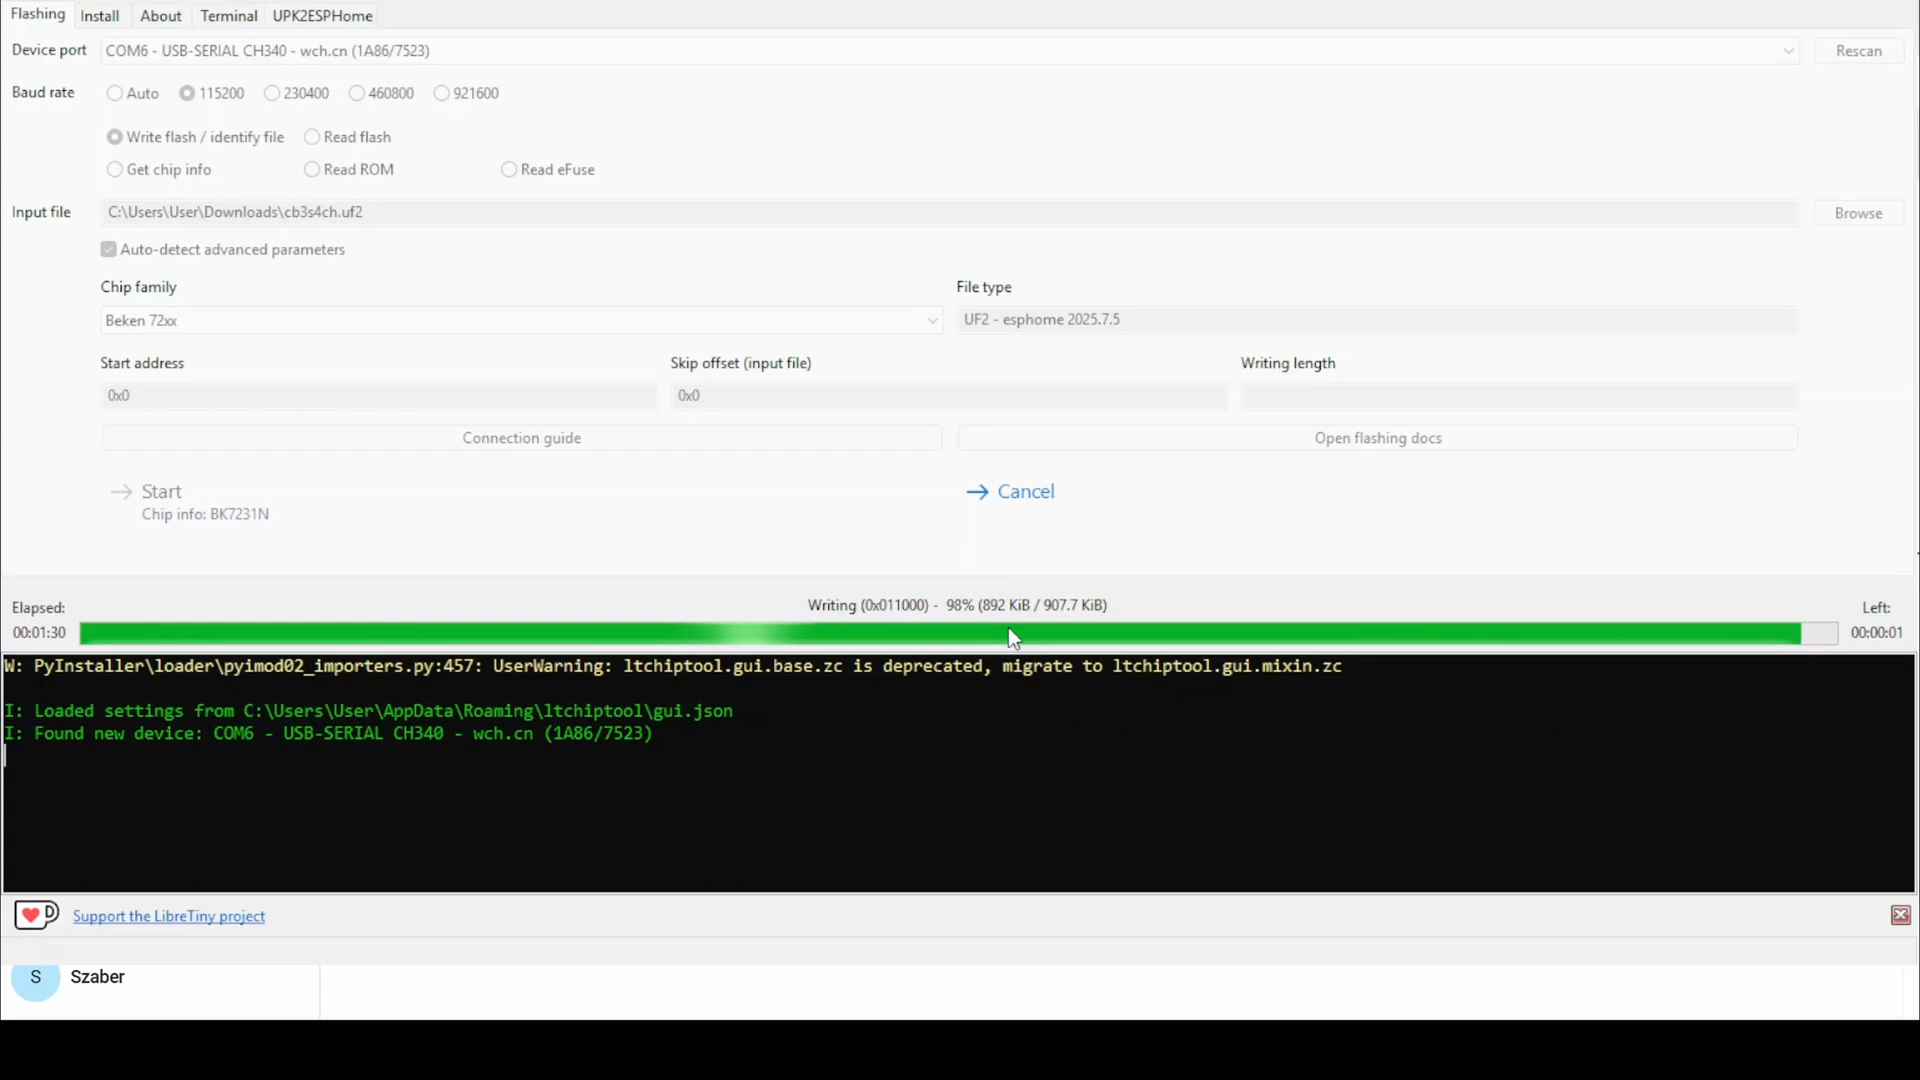 Flashing Install About Terminal UPK2ESPHome
Device port COM6 - USB-SERIAL CH340 - wch.cn (1A86/7523) Rescan
Baud rate Auto 115200 230400 460800 921600
Write flash / identify file Read flash
Get chip info Read ROM Read eFuse
Input file C:\Users\User\Downloads\cb3s4ch.uf2 Browse
Auto-detect advanced parameters
Chip family File type
Beken 72xx UF2 - esphome 2025.7.5
Start address Skip offset (input file) Writing length
0x0 0x0
Connection guide Open flashing docs
Start Cancel
Chip info: BK7231N
Elapsed: Writing (0x011000) - 98% (892 KiB / 907.7 KiB) Left:
00:01:30 00:00:01
W: PyInstaller\loader\pyimod02_importers.py:457: UserWarning: ltchiptool.gui.base.zc is deprecated, migrate to ltchiptool.gui.mixin.zc
I: Loaded settings from C:\Users\User\AppData\Roaming\ltchiptool\gui.json
I: Found new device: COM6 - USB-SERIAL CH340 - wch.cn (1A86/7523)
Support the LibreTiny project
S Szaber